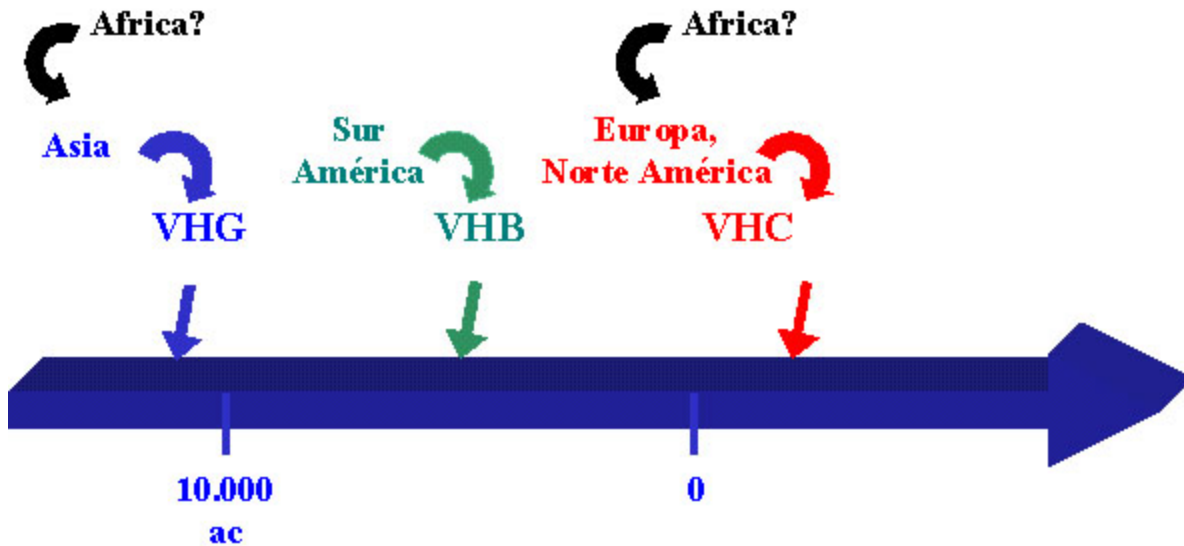 Africa?
Africa?
Asia
Sur
América
Europa,
Norte América
VHG
VHB
VHC
10.000
ac
0